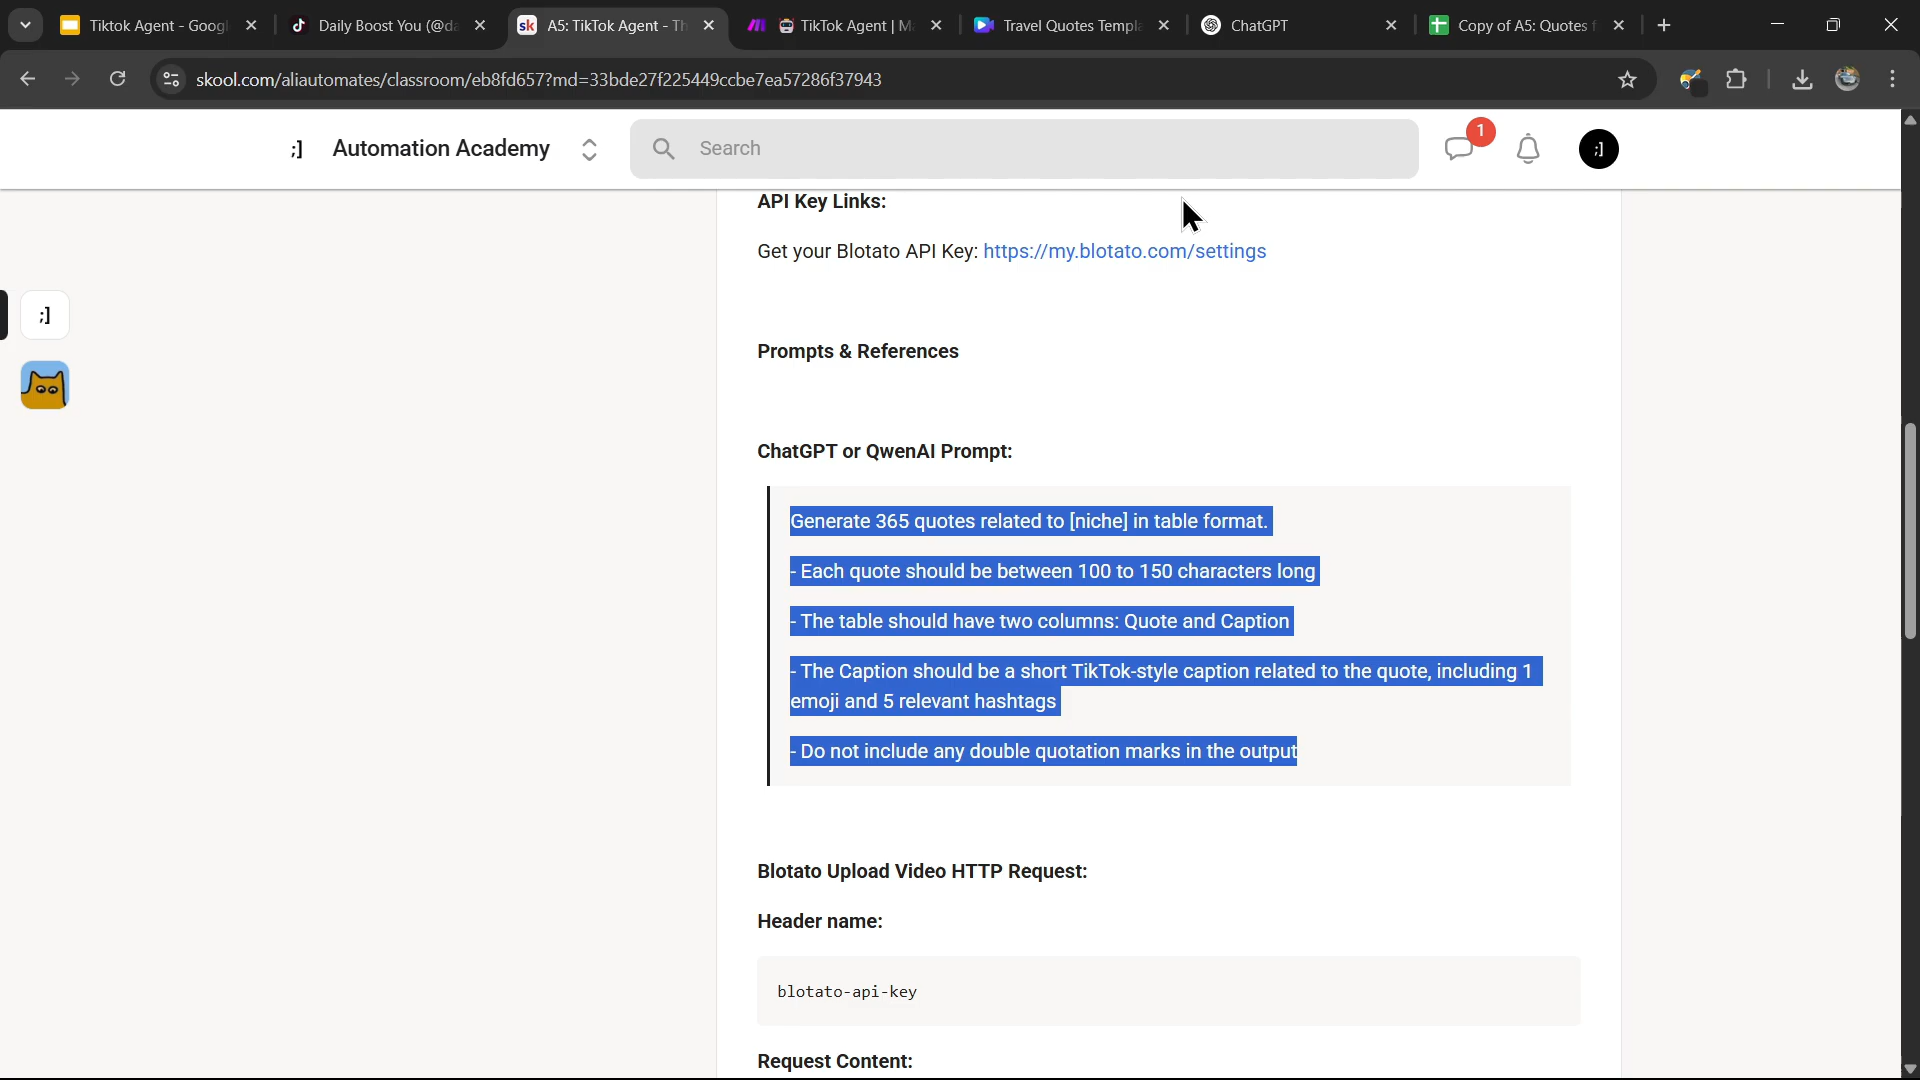 Tiktok Agent - Goog
Daily Boost You (@d
sk A5: TikTok Agent - Th
TikTok Agent | M
Travel Quotes Templ
ChatGPT
Copy of A5: Quotes f
skool.com/aliautomates/classroom/eb8fd657?md=33bde27f225449ccbe7ea57286f37943
;] Automation Academy
Search
1
;]
;]
API Key Links:
Get your Blotato API Key: https://my.blotato.com/settings
Prompts & References
ChatGPT or QwenAI Prompt:
Generate 365 quotes related to [niche] in table format.
- Each quote should be between 100 to 150 characters long
- The table should have two columns: Quote and Caption
- The Caption should be a short TikTok-style caption related to the quote, including 1
emoji and 5 relevant hashtags
- Do not include any double quotation marks in the output
Blotato Upload Video HTTP Request:
Header name:
blotato-api-key
Request Content: